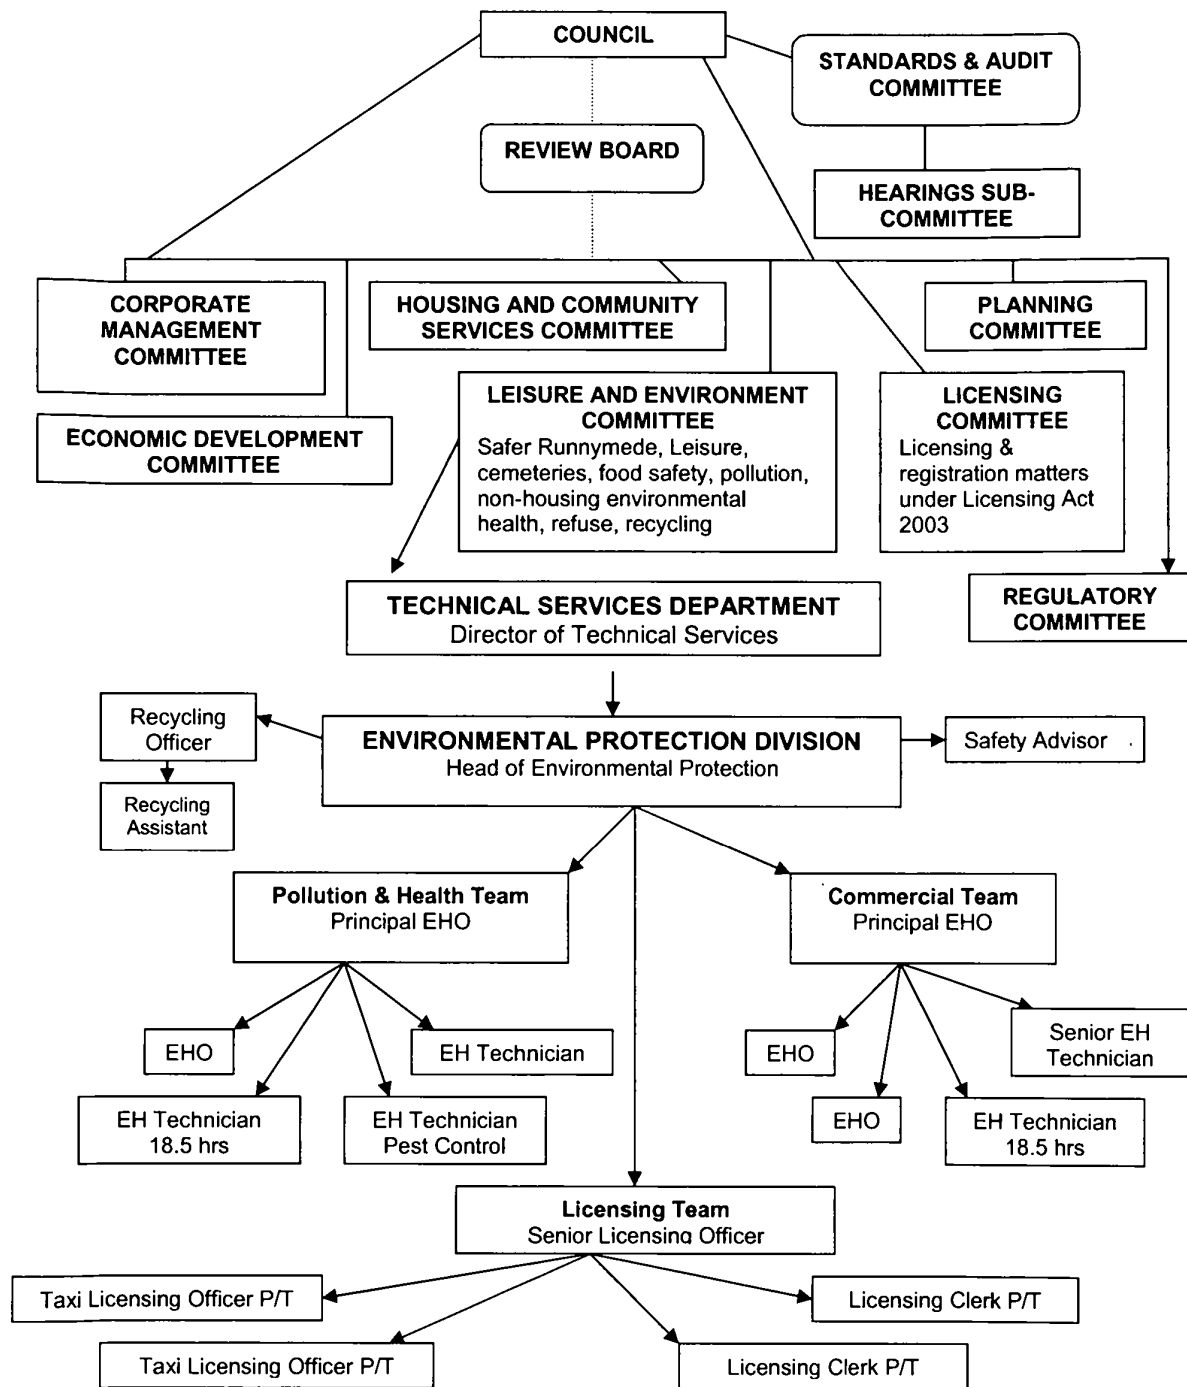 COUNCIL
STANDARDS & AUDIT
COMMITTEE
REVIEW BOARD
HEARINGS SUB-
COMMITTEE
CORPORATE
MANAGEMENT
COMMITTEE
HOUSING AND COMMUNITY
SERVICES COMMITTEE
PLANNING
COMMITTEE
ECONOMIC DEVELOPMENT
COMMITTEE
LEISURE AND ENVIRONMENT
COMMITTEE
Safer Runnymede, Leisure,
cemeteries, food safety, pollution,
non-housing environmental
health, refuse, recycling
LICENSING
COMMITTEE
Licensing &
registration matters
under Licensing Act
2003
TECHNICAL SERVICES DEPARTMENT
Director of Technical Services
REGULATORY
COMMITTEE
Recycling
Officer
ENVIRONMENTAL PROTECTION DIVISION
Head of Environmental Protection
Safety Advisor
Recycling
Assistant
Pollution & Health Team
Principal EHO
Commercial Team
Principal EHO
EHO
EH Technician
EHO
Senior EH
Technician
EH Technician
18.5 hrs
EH Technician
Pest Control
EHO
EH Technician
18.5 hrs
Licensing Team
Senior Licensing Officer
Taxi Licensing Officer P/T
Licensing Clerk P/T
Taxi Licensing Officer P/T
Licensing Clerk P/T